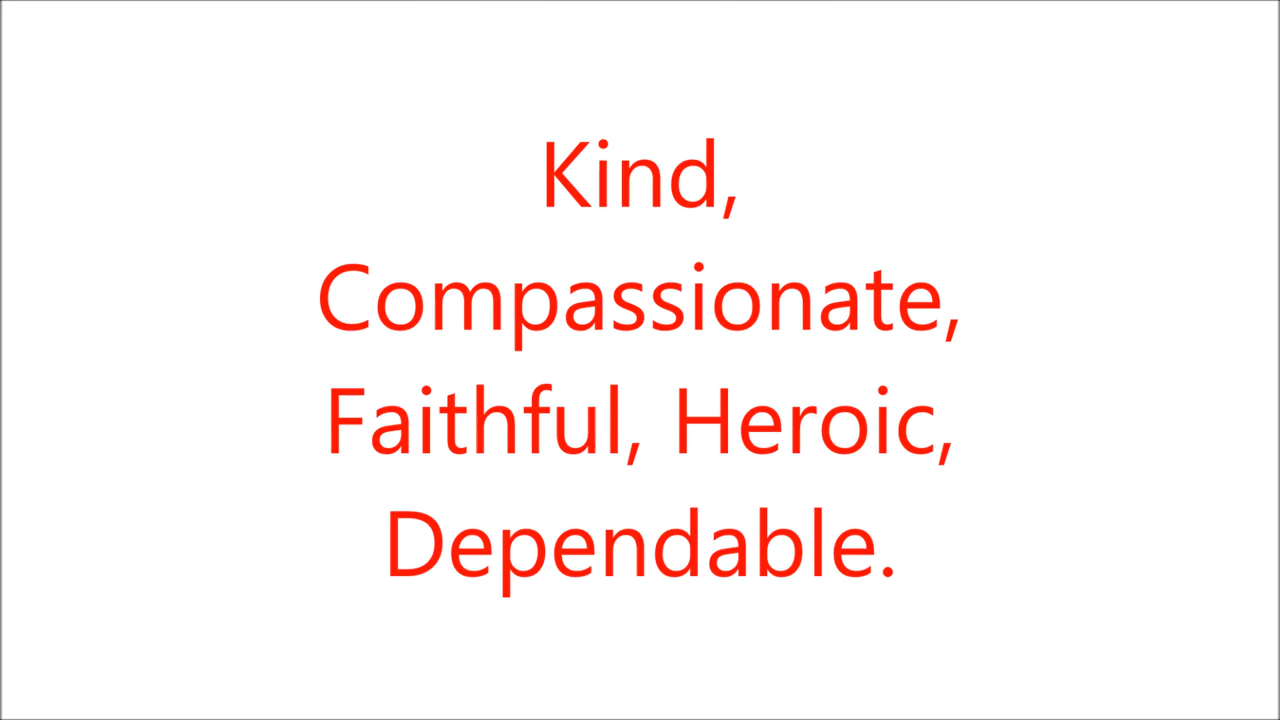 Kind,
Compassionate,
Faithful, Heroic,
Dependable.